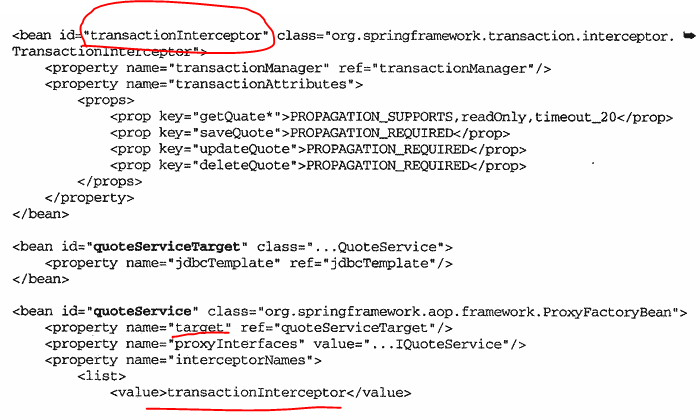 <bean id="transactionInterceptor" class="org.springframework.transaction.interceptor. ➥
TransactionInterceptor">
    <property name="transactionManager" ref="transactionManager"/>
    <property name="transactionAttributes">
        <props>
            <prop key="getQuate*">PROPAGATION_SUPPORTS,readOnly,timeout_20</prop>
            <prop key="saveQuote">PROPAGATION_REQUIRED</prop>
            <prop key="updateQuote">PROPAGATION_REQUIRED</prop>
            <prop key="deleteQuote">PROPAGATION_REQUIRED</prop>
        </props>
    </property>
</bean>
<bean id="quoteServiceTarget" class="...QuoteService">
    <property name="jdbcTemplate" ref="jdbcTemplate"/>
</bean>
<bean id="quoteService" class="org.springframework.aop.framework.ProxyFactoryBean">
    <property name="target" ref="quoteServiceTarget"/>
    <property name="proxyInterfaces" value="...IQuoteService"/>
    <property name="interceptorNames">
        <list>
            <value>transactionInterceptor</value>